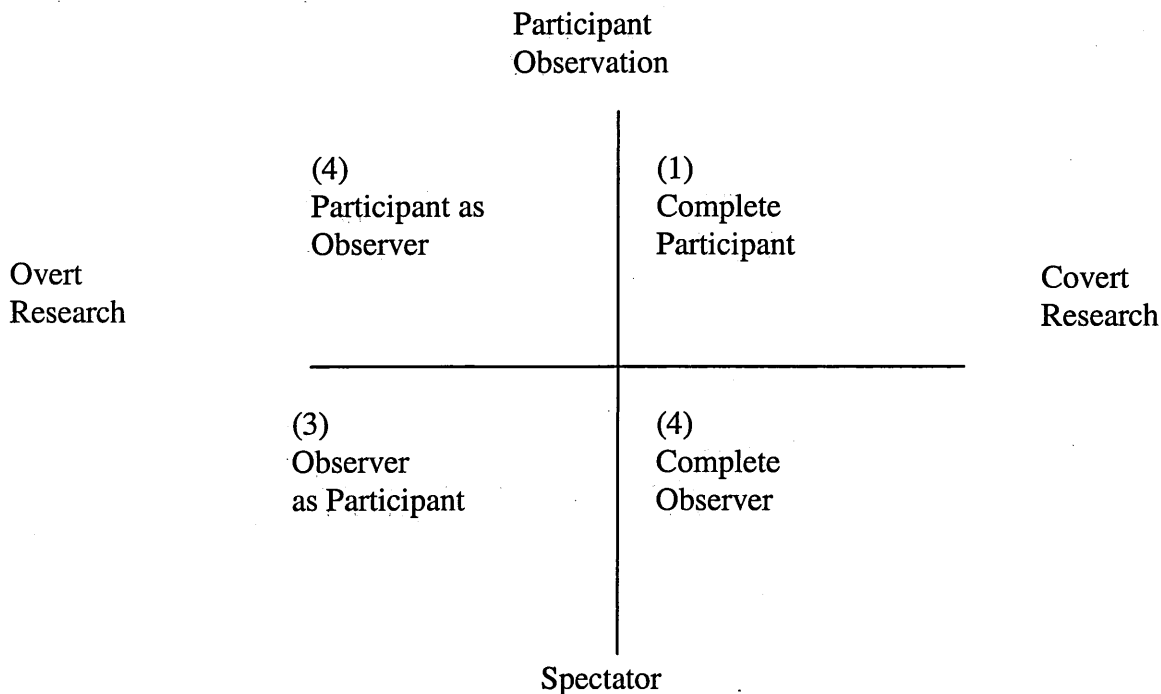 Participant
Observation
(4)
Participant as
Observer
(1)
Complete
Participant
Overt
Research
Covert
Research
(3)
Observer
as Participant
(4)
Complete
Observer
Spectator